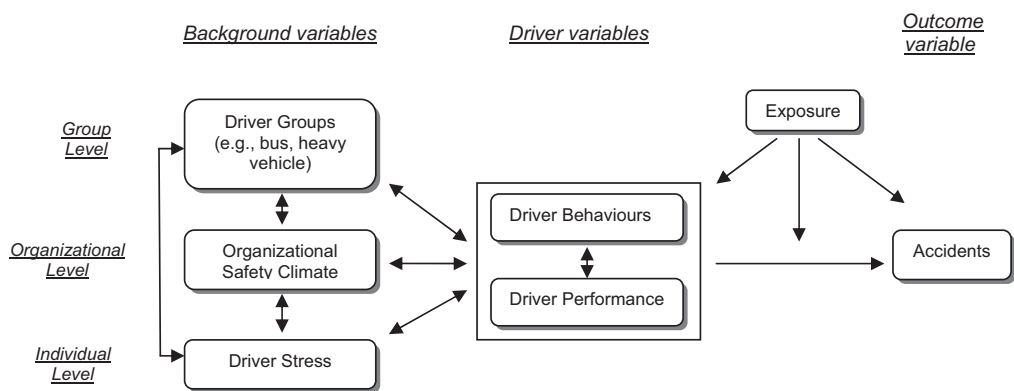 Background variables
Driver variables
Outcome
variable
Group
Level
Driver Groups
(e.g., bus, heavy
vehicle)
Exposure
Driver Behaviours
Organizational
Level
Organizational
Safety Climate
Accidents
Driver Performance
Individual
Level
Driver Stress